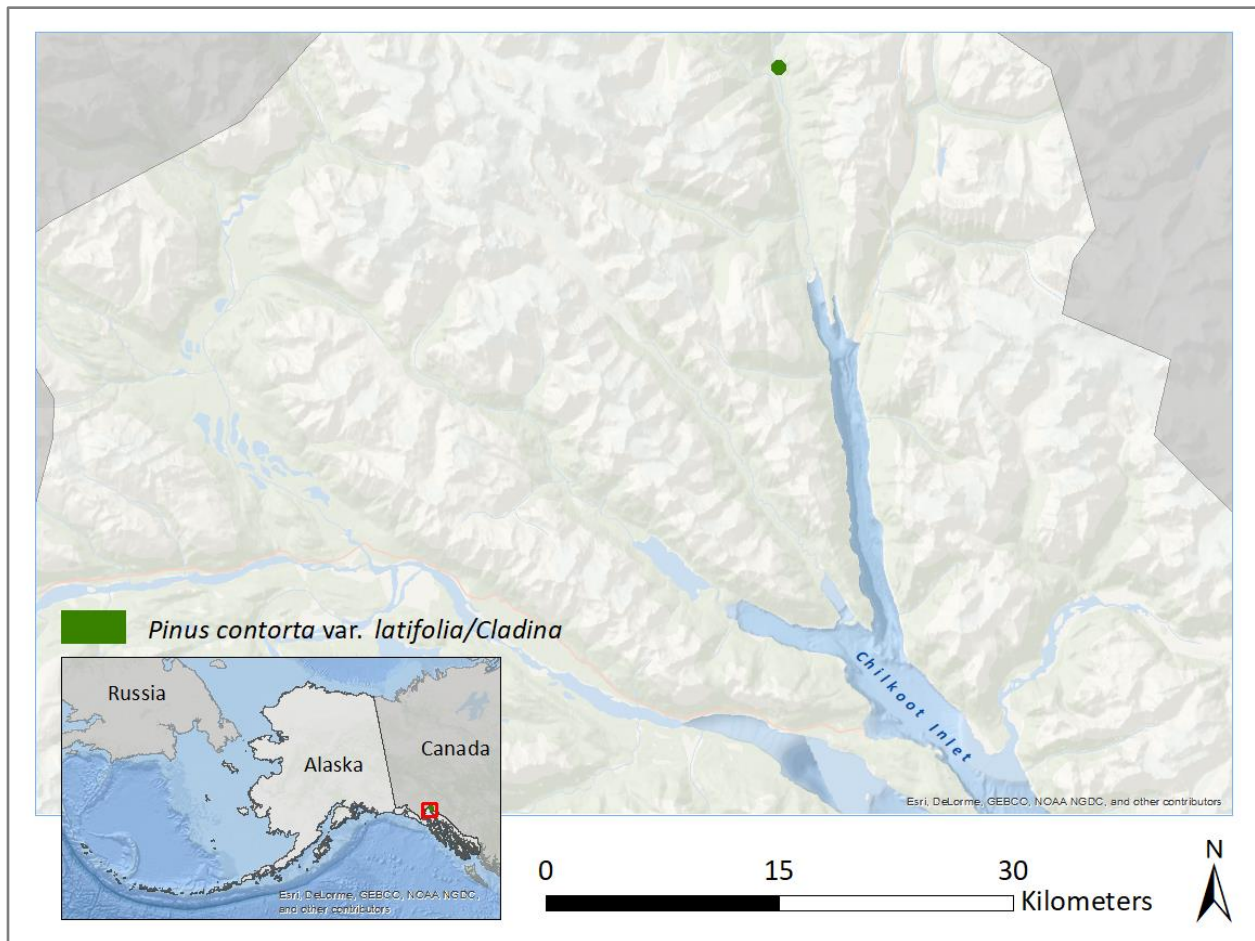 Chilkoot Inlet
Esri, DeLorme, GEBCO, NOAA NGDC, and other contributors
Pinus contorta var. latifolia/Cladina
Russia
Alaska
Canada
Esri, DeLorme, GEBCO, NOAA NGDC,
and other contributors
0 15 30
Kilometers
N